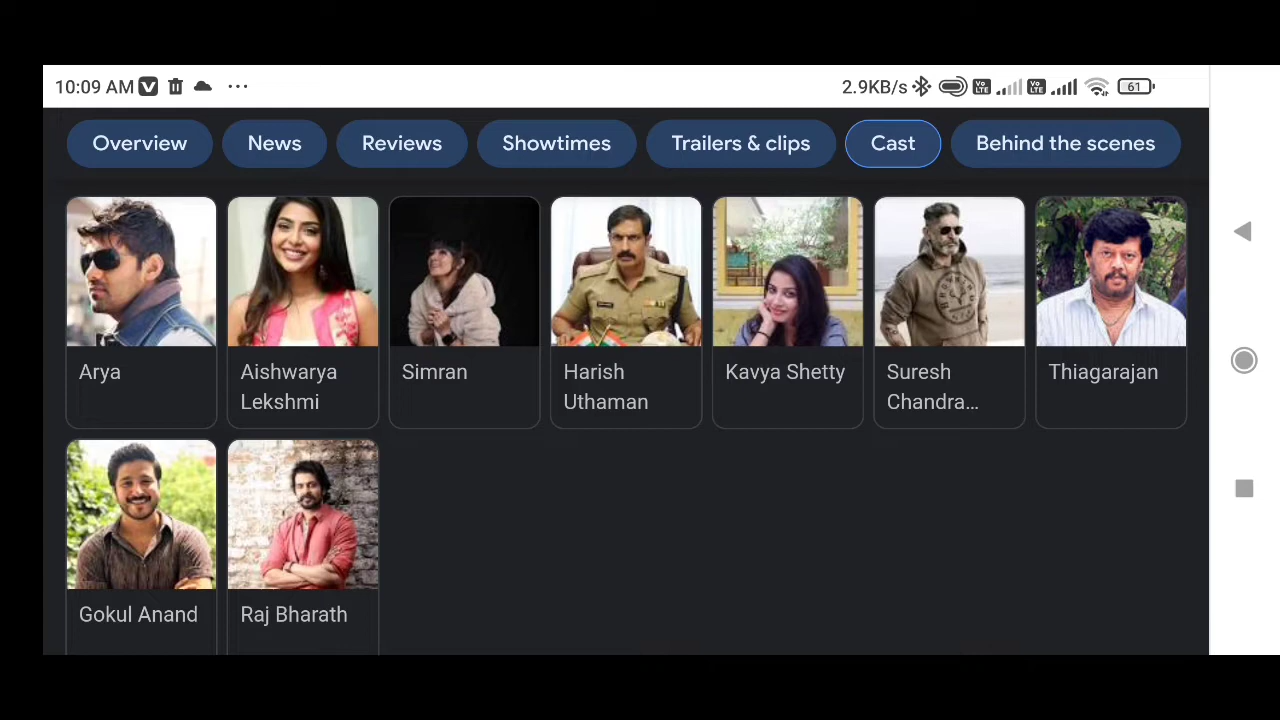 10:09 AM
2.9KB/s
61
Overview
News
Reviews
Showtimes
Trailers & clips
Cast
Behind the scenes
Arya
Aishwarya
Lekshmi
Simran
Harish
Uthaman
Kavya Shetty
Suresh
Chandra...
Thiagarajan
Gokul Anand
Raj Bharath